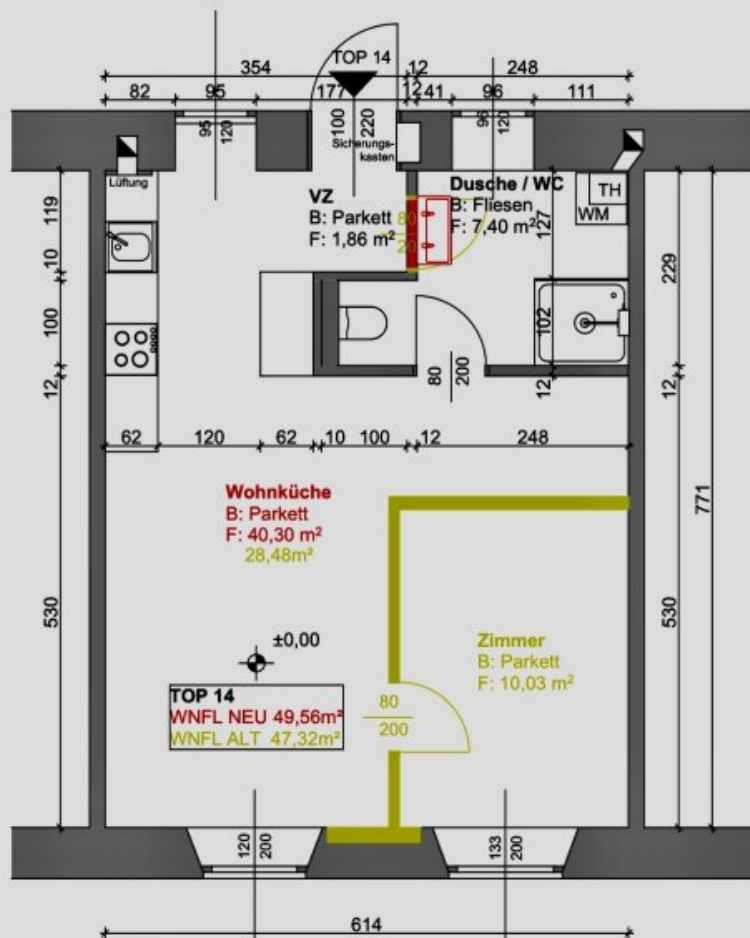 TOP 14
354
12
248
82
95
177
12
41
96
111
95
120
100
220
96
120
Sicherungs-
kasten
Lüftung
VZ
B: Parkett
F: 1,86 m²
80
20
Dusche / WC
B: Fliesen
F: 7,40 m²
TH
WM
127
119
10
100
12
530
229
12
771
530
102
12
80
200
62
120
62
10
100
12
248
Wohnküche
B: Parkett
F: 40,30 m²
28,48m²
±0,00
Zimmer
B: Parkett
F: 10,03 m²
TOP 14
WNFL NEU 49,56m²
WNFL ALT 47,32m²
80
200
120
200
133
200
614